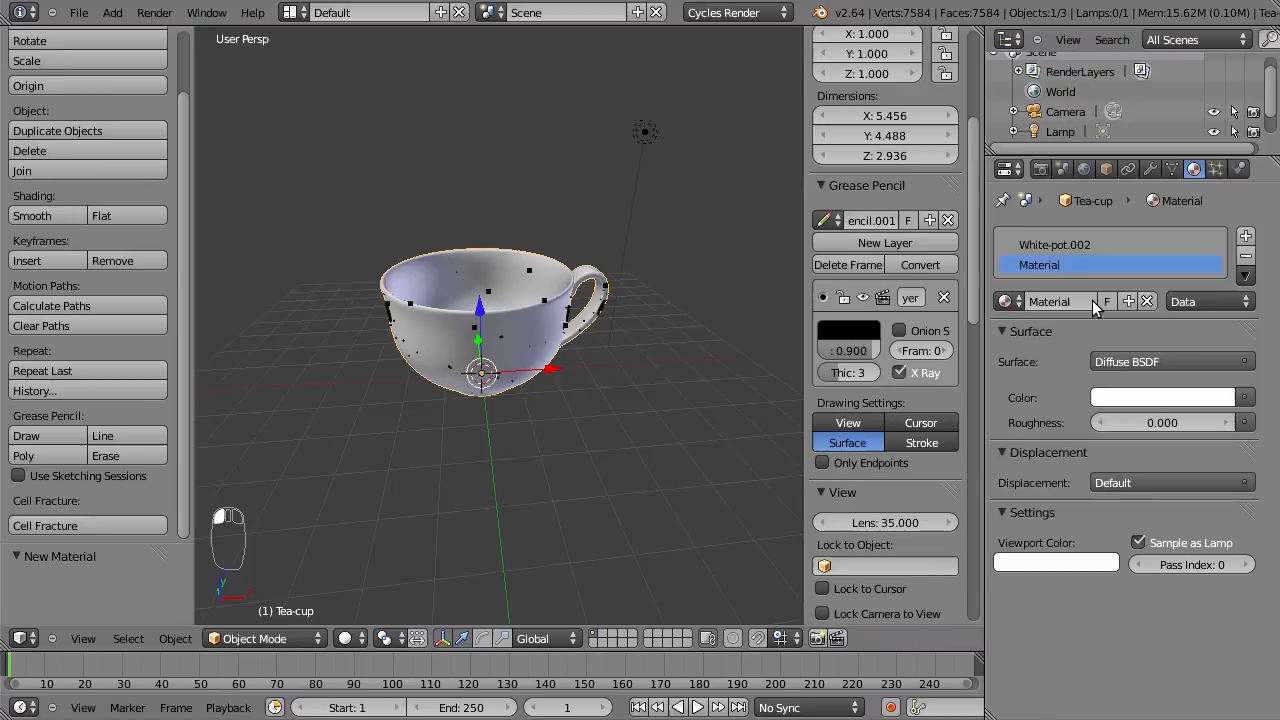 File Add Render Window Help Default Scene Cycles Render v2.64 | Verts:7584 | Faces:7584 | Objects:1/3 | Lamps:0/1 | Mem:15.62M (0.10M) | Tea-
Rotate
Scale
Origin
Object:
Duplicate Objects
Delete
Join
Shading:
Smooth Flat
Keyframes:
Insert Remove
Motion Paths:
Calculate Paths
Clear Paths
Repeat:
Repeat Last
History...
Grease Pencil:
Draw Line
Poly Erase
Use Sketching Sessions
Cell Fracture:
Cell Fracture
New Material
User Persp
(1) Tea-cup
X: 1.000
Y: 1.000
Z: 1.000
Dimensions:
X: 5.456
Y: 4.488
Z: 2.936
Grease Pencil
encil.001 F
New Layer
Delete Frame Convert
yer
Onion S
: 0.900 Fram: 0
Thic: 3 X Ray
Drawing Settings:
View Cursor
Surface Stroke
Only Endpoints
View
Lens: 35.000
Lock to Object:
Lock to Cursor
Lock Camera to View
View Search All Scenes
Scene
RenderLayers
World
Camera
Lamp
Tea-cup Material
White-pot.002
Material
Material F Data
Surface
Surface: Diffuse BSDF
Color:
Roughness: 0.000
Displacement
Displacement: Default
Settings
Viewport Color: Sample as Lamp
Pass Index: 0
View Select Object Object Mode Global
10 20 30 40 50 60 70 80 90 100 110 120 130 140 150 160 170 180 190 200 210 220 230 240
View Marker Frame Playback Start: 1 End: 250 1 No Sync